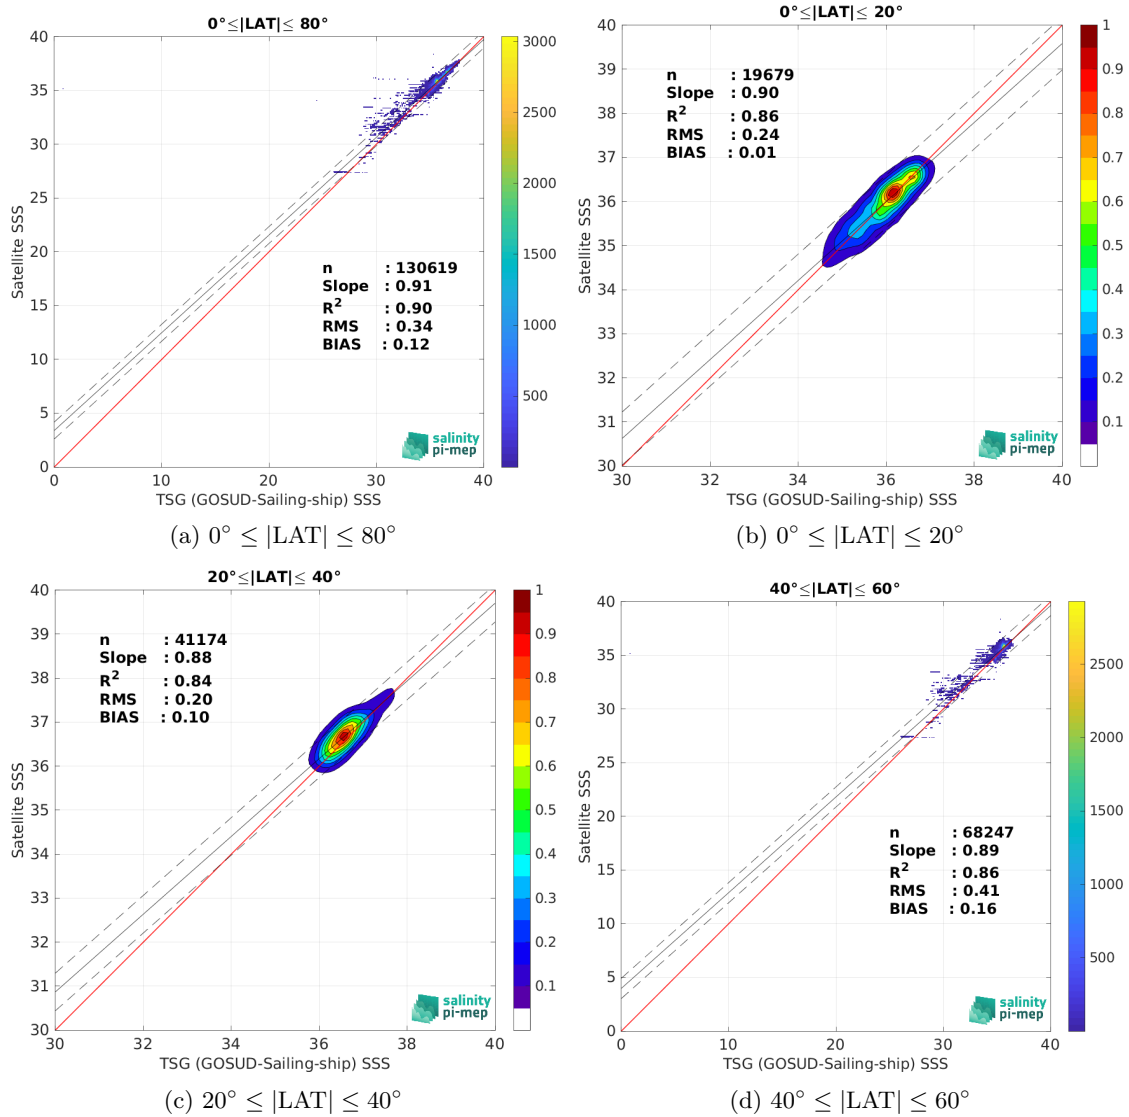 0°≤|LAT|≤ 80°
40
35
30
25
20
15
10
5
0
0
10
20
30
40
Satellite SSS
TSG (GOSUD-Sailing-ship) SSS
n : 130619
Slope : 0.91
R² : 0.90
RMS : 0.34
BIAS : 0.12
salinity
pi-mep
3000
2500
2000
1500
1000
500
(a) 0° ≤ |LAT| ≤ 80°
0°≤|LAT|≤ 20°
40
39
38
37
36
35
34
33
32
31
30
30
32
34
36
38
40
Satellite SSS
TSG (GOSUD-Sailing-ship) SSS
n : 19679
Slope : 0.90
R² : 0.86
RMS : 0.24
BIAS : 0.01
salinity
pi-mep
1
0.9
0.8
0.7
0.6
0.5
0.4
0.3
0.2
0.1
(b) 0° ≤ |LAT| ≤ 20°
20°≤|LAT|≤ 40°
40
39
38
37
36
35
34
33
32
31
30
30
32
34
36
38
40
Satellite SSS
TSG (GOSUD-Sailing-ship) SSS
n : 41174
Slope : 0.88
R² : 0.84
RMS : 0.20
BIAS : 0.10
salinity
pi-mep
1
0.9
0.8
0.7
0.6
0.5
0.4
0.3
0.2
0.1
(c) 20° ≤ |LAT| ≤ 40°
40°≤|LAT|≤ 60°
40
35
30
25
20
15
10
5
0
0
10
20
30
40
Satellite SSS
TSG (GOSUD-Sailing-ship) SSS
n : 68247
Slope : 0.89
R² : 0.86
RMS : 0.41
BIAS : 0.16
salinity
pi-mep
2500
2000
1500
1000
500
(d) 40° ≤ |LAT| ≤ 60°